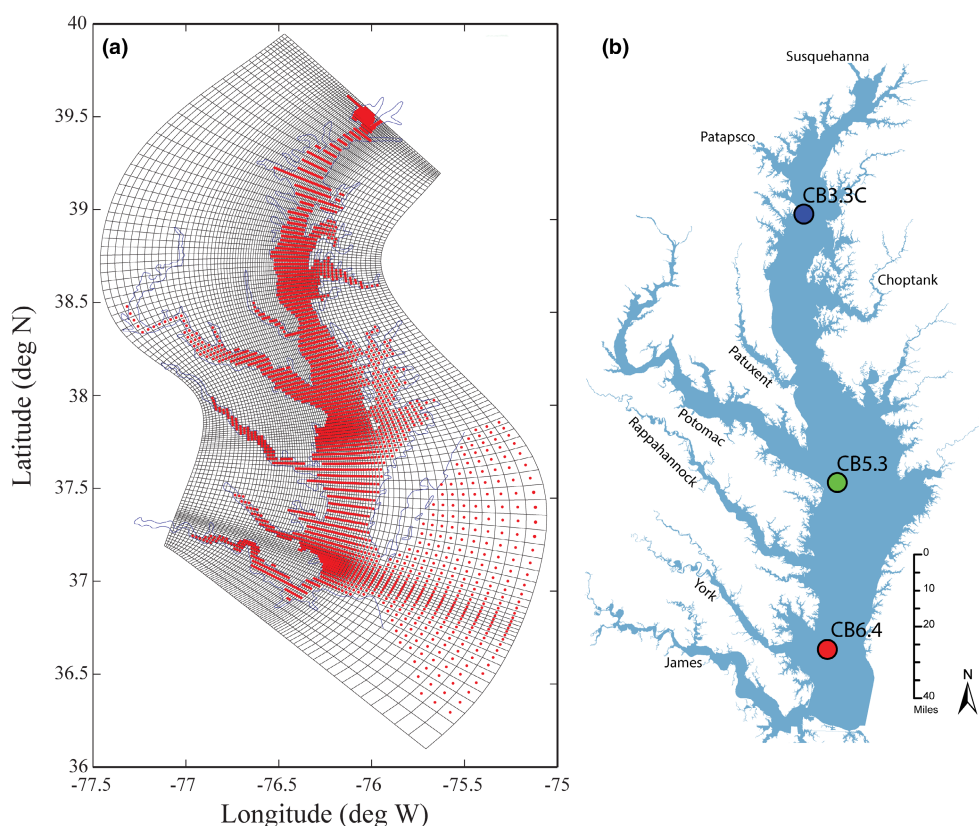 (a)
40
39.5
39
38.5
38
37.5
37
36.5
36
-77.5
-77
-76.5
-76
-75.5
-75
Latitude (deg N)
Longitude (deg W)
(b)
Susquehanna
Patapsco
CB3.3C
Choptank
Patuxent
Potomac
Rappahannock
CB5.3
York
CB6.4
James
0
10
20
30
40
Miles
N